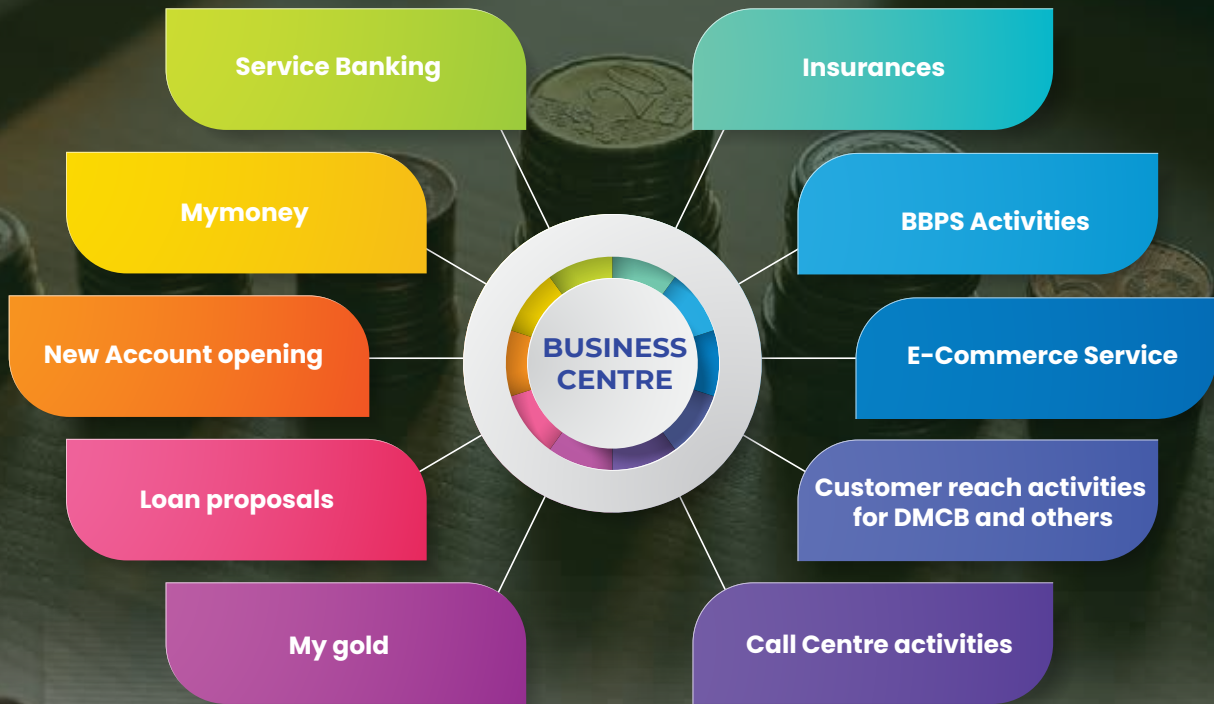 Service Banking
Insurances
Mymoney
BBPS Activities
New Account opening
BUSINESS
CENTRE
E-Commerce Service
Loan proposals
Customer reach activities
for DMCB and others
My gold
Call Centre activities